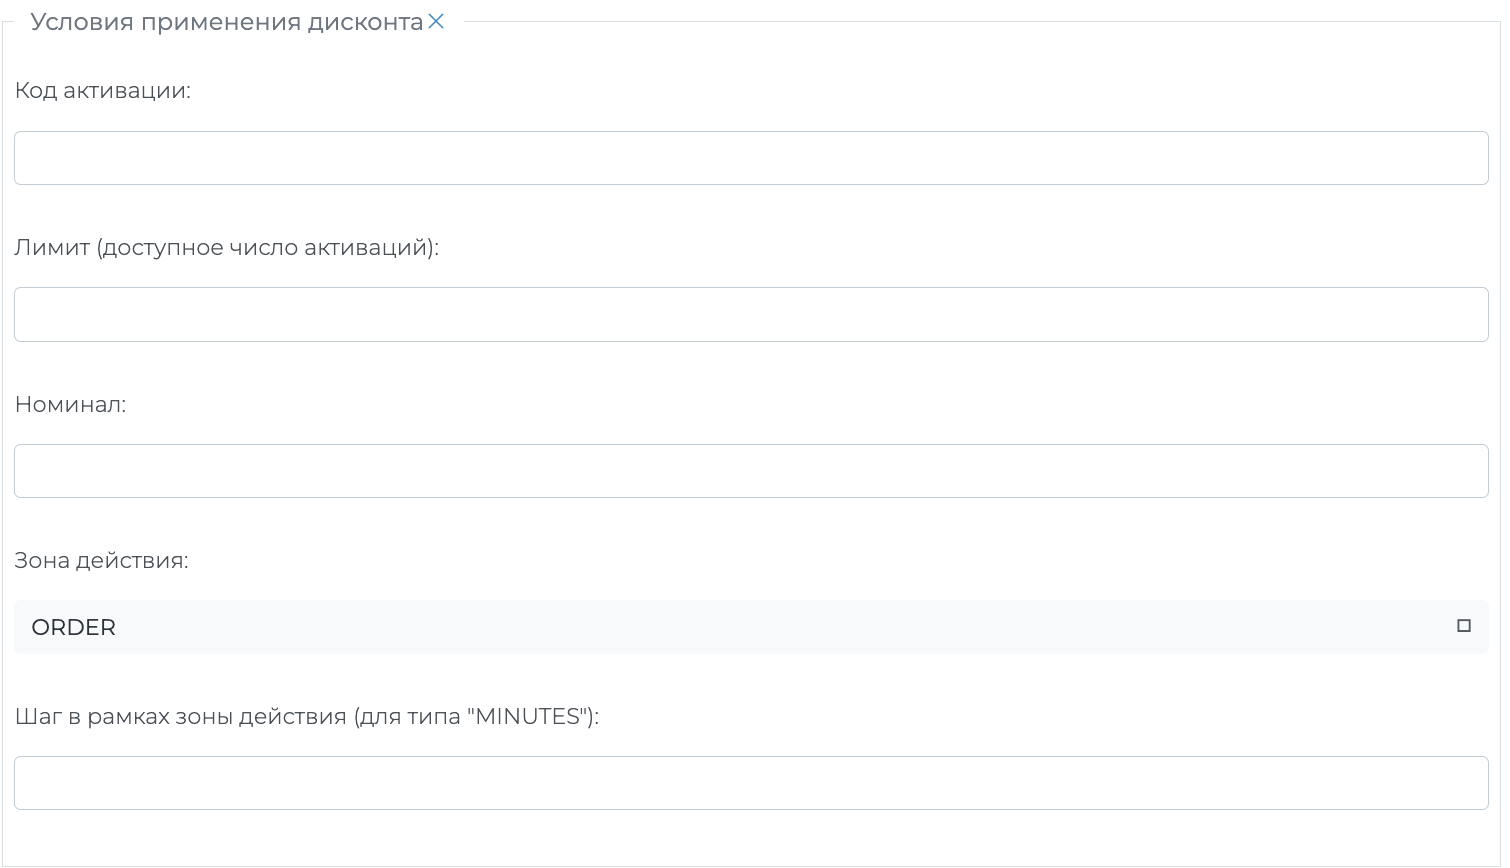 Условия применения дисконта
Код активации:
Лимит (доступное число активаций):
Номинал:
Зона действия:
ORDER
Шаг в рамках зоны действия (для типа "MINUTES"):